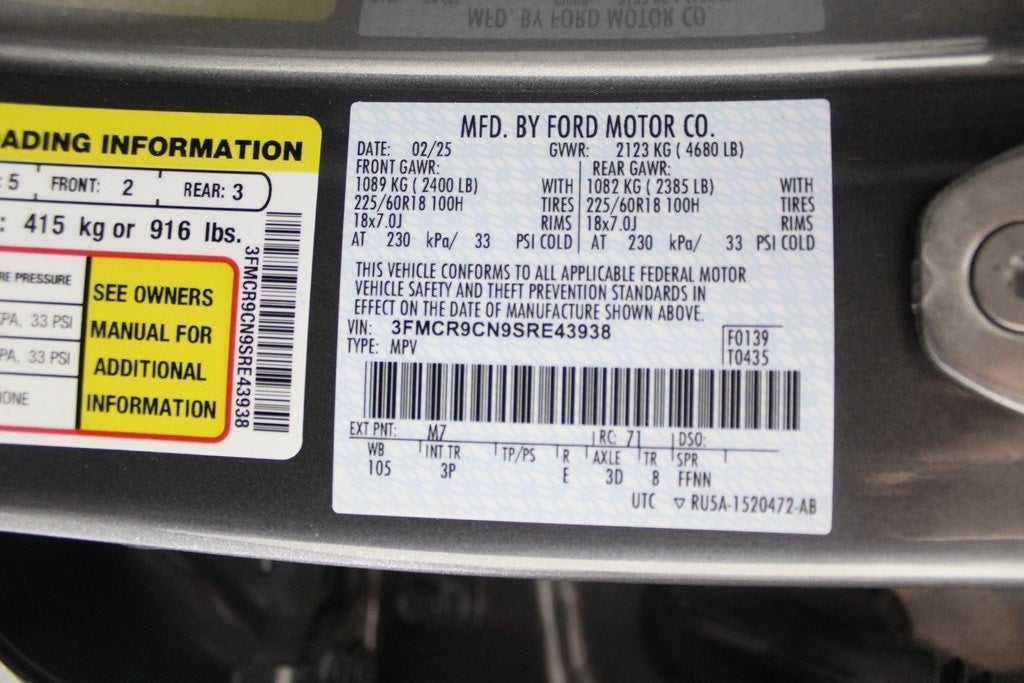 MFD. BY FORD MOTOR CO.
ADING INFORMATION
5 FRONT: 2 REAR: 3
415 kg or 916 lbs.
RE PRESSURE
PA, 33 PSI
PA, 33 PSI
ONE
SEE OWNERS
MANUAL FOR
ADDITIONAL
INFORMATION
3FMCR9CN9SRE43938
MFD. BY FORD MOTOR CO.
DATE: 02/25 GVWR: 2123 KG ( 4680 LB)
FRONT GAWR: REAR GAWR:
1089 KG ( 2400 LB) WITH 1082 KG ( 2385 LB) WITH
225/60R18 100H TIRES 225/60R18 100H TIRES
18x7.0J RIMS 18x7.0J RIMS
AT 230 kPa/ 33 PSI COLD AT 230 kPa/ 33 PSI COLD
THIS VEHICLE CONFORMS TO ALL APPLICABLE FEDERAL MOTOR
VEHICLE SAFETY AND THEFT PREVENTION STANDARDS IN
EFFECT ON THE DATE OF MANUFACTURE SHOWN ABOVE.
VIN: 3FMCR9CN9SRE43938 F0139
TYPE: MPV T0435
EXT PNT: M7 RC: 71 DSO:
WB INT TR TP/PS R AXLE TR SPR
105 3P E 3D 8 FFNN
UTC ▽ RU5A-1520472-AB